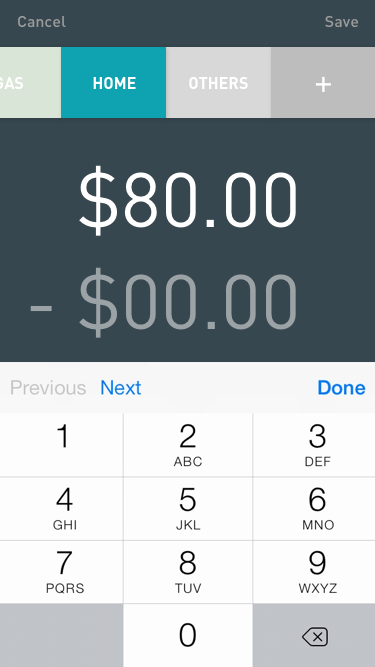 Cancel Save
GAS HOME OTHERS +
$80.00
- $00.00
Previous Next Done
1 2 3
ABC DEF
4 5 6
GHI JKL MNO
7 8 9
PQRS TUV WXYZ
0